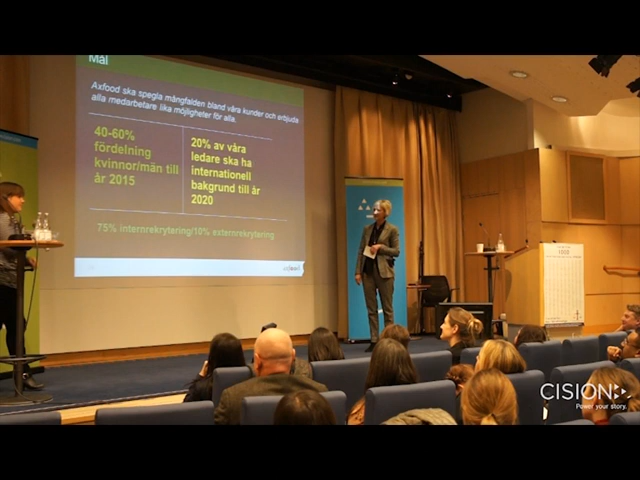 Mål
Axfood ska spegla mångfalden bland våra kunder och erbjuda
alla medarbetare lika möjligheter för alla.
40-60%
fördelning
kvinnor/män till
år 2015
20% av våra
ledare ska ha
internationell
bakgrund till år
2020
75% internrekrytering/10% externrekrytering
axfood
CISION
Power your story.